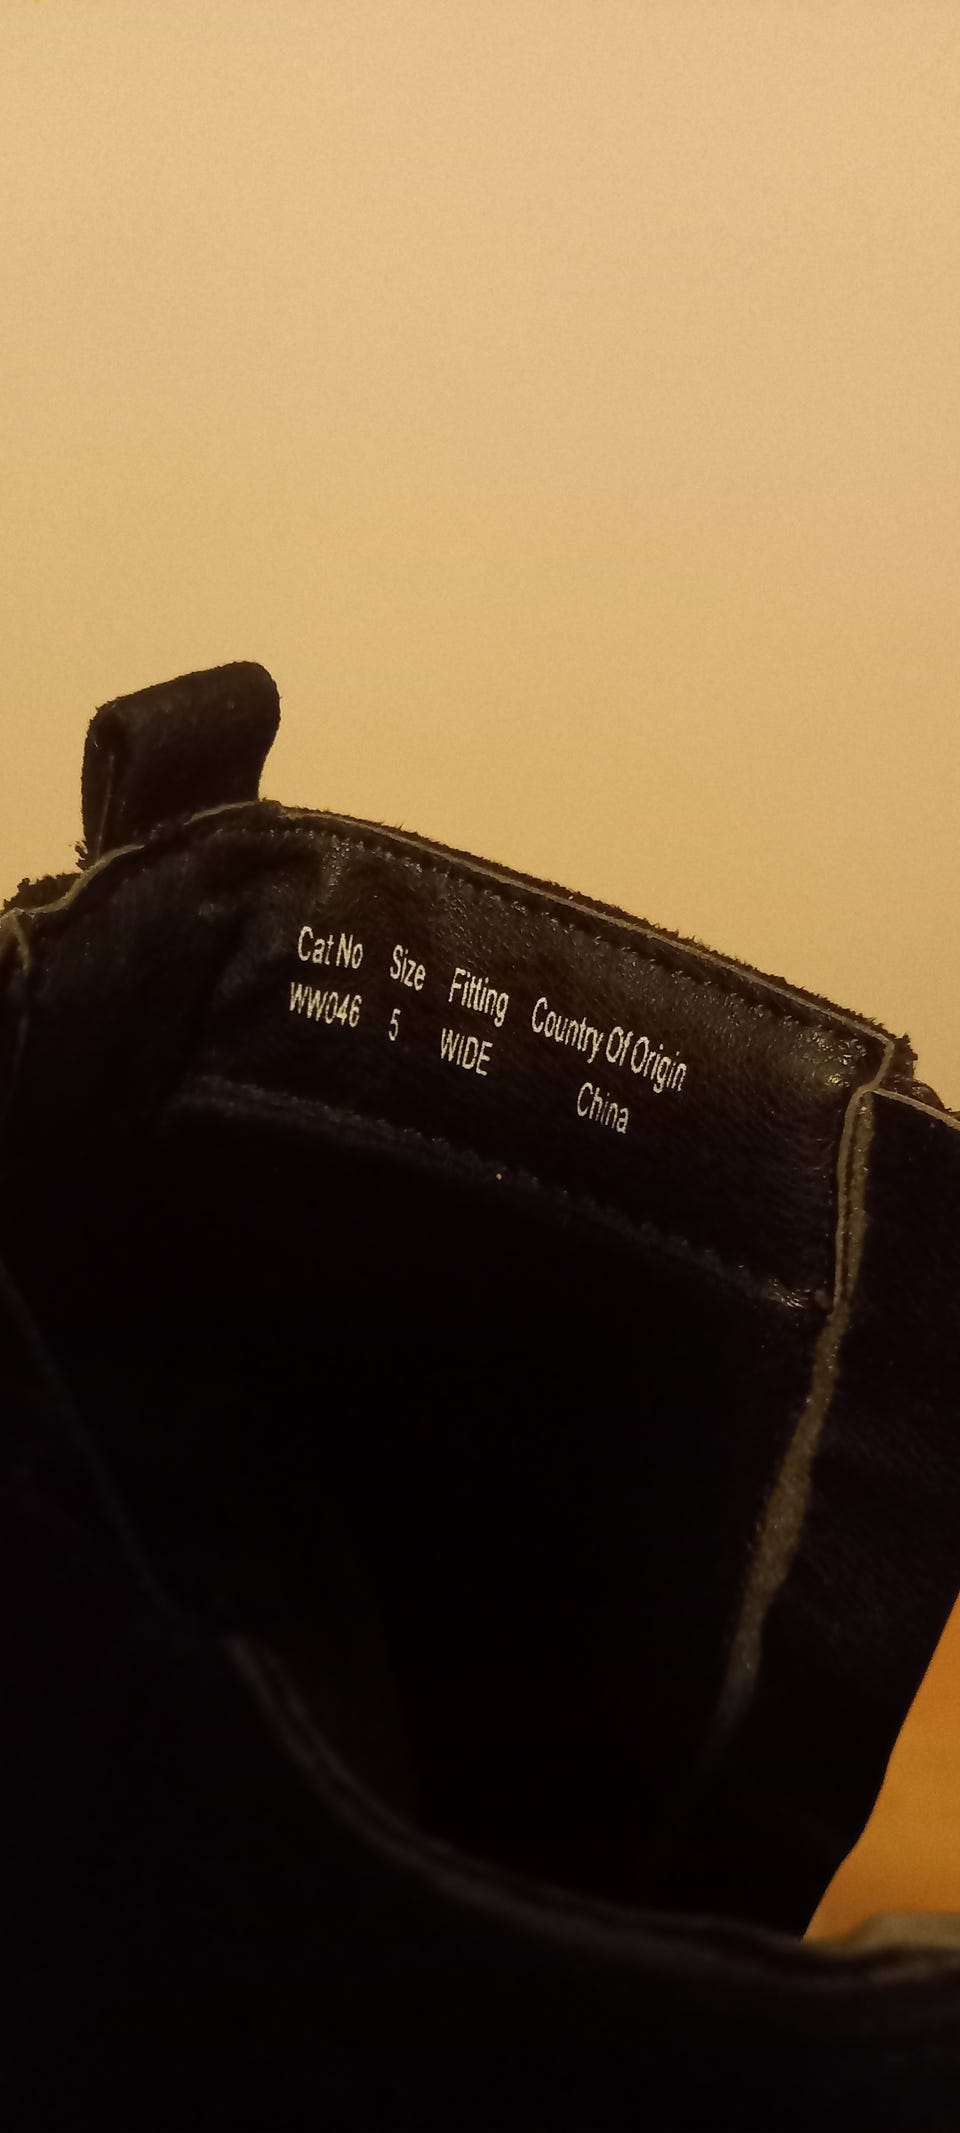 Cat No Size Fitting Country Of Origin
WW046 5 WIDE China